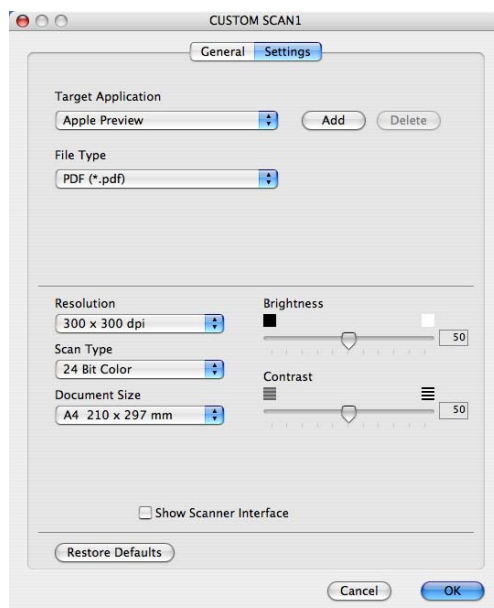 CUSTOM SCAN1
General Settings
Target Application
Apple Preview Add Delete
File Type
PDF (*.pdf)
Resolution
300 x 300 dpi
Scan Type
24 Bit Color
Document Size
A4 210 x 297 mm
Brightness
50
Contrast
50
Show Scanner Interface
Restore Defaults
Cancel OK